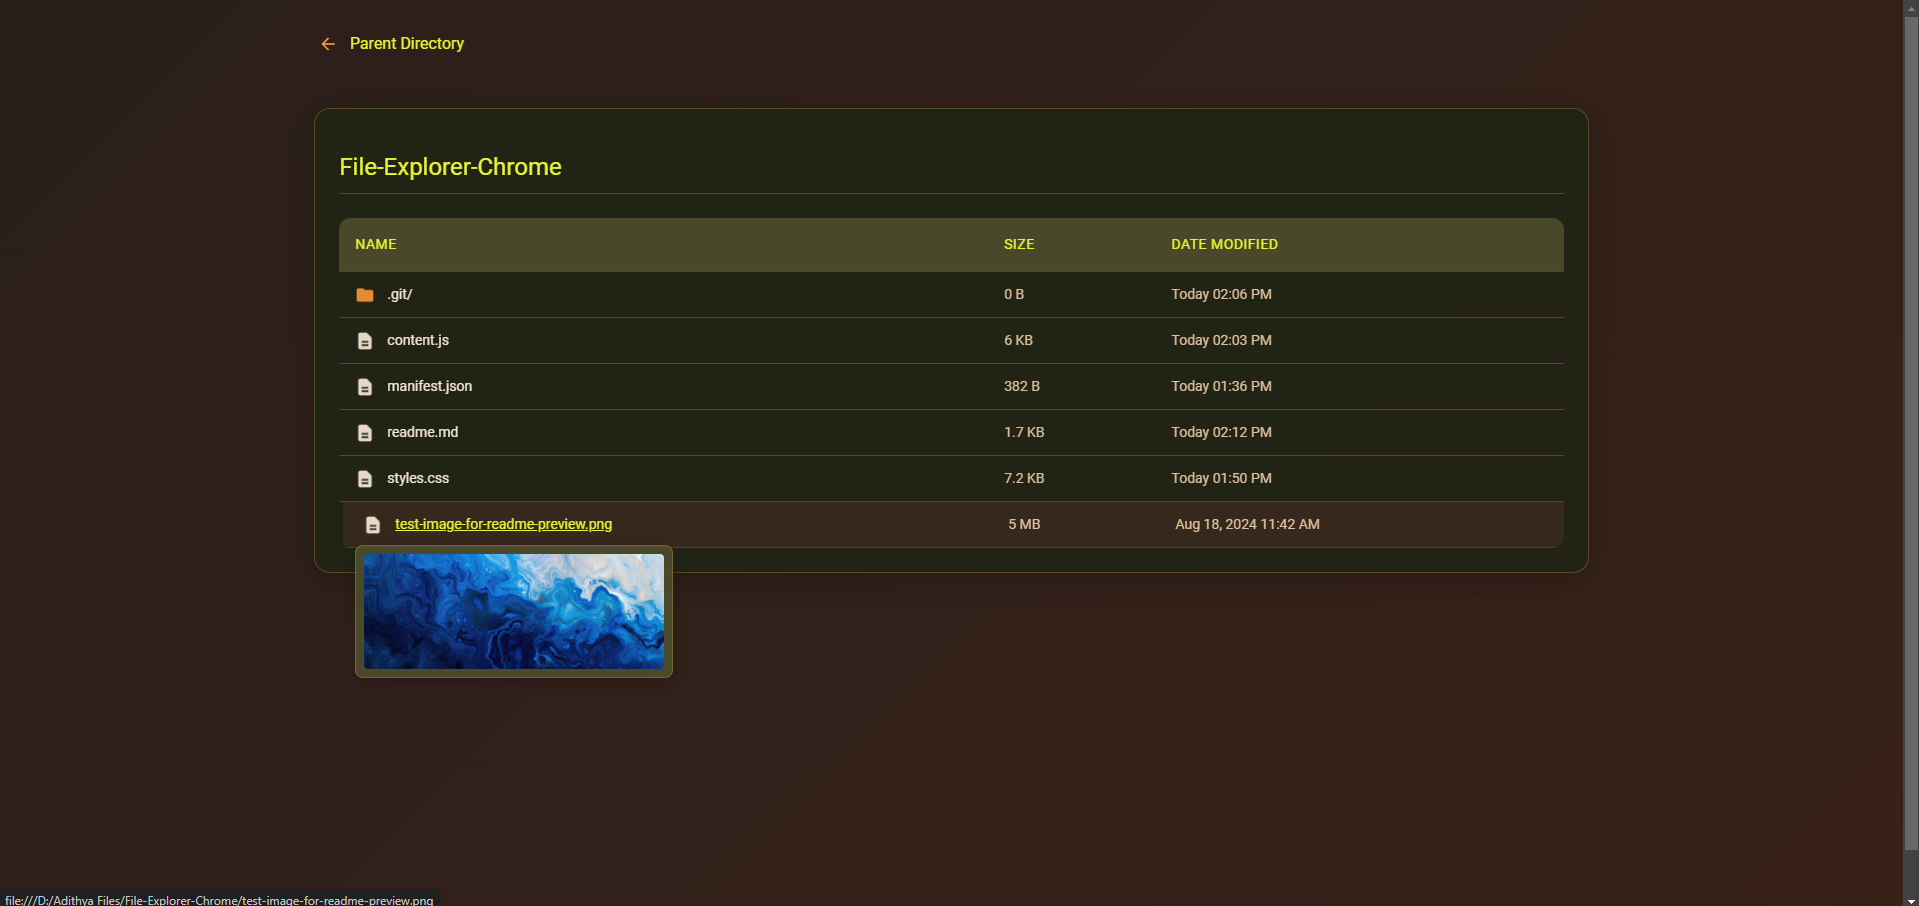 Parent Directory
File-Explorer-Chrome
NAME SIZE DATE MODIFIED
.git/ 0 B Today 02:06 PM
content.js 6 KB Today 02:03 PM
manifest.json 382 B Today 01:36 PM
readme.md 1.7 KB Today 02:12 PM
styles.css 7.2 KB Today 01:50 PM
test-image-for-readme-preview.png 5 MB Aug 18, 2024 11:42 AM
file:///D:/Adithya Files/File-Explorer-Chrome/test-image-for-readme-preview.png